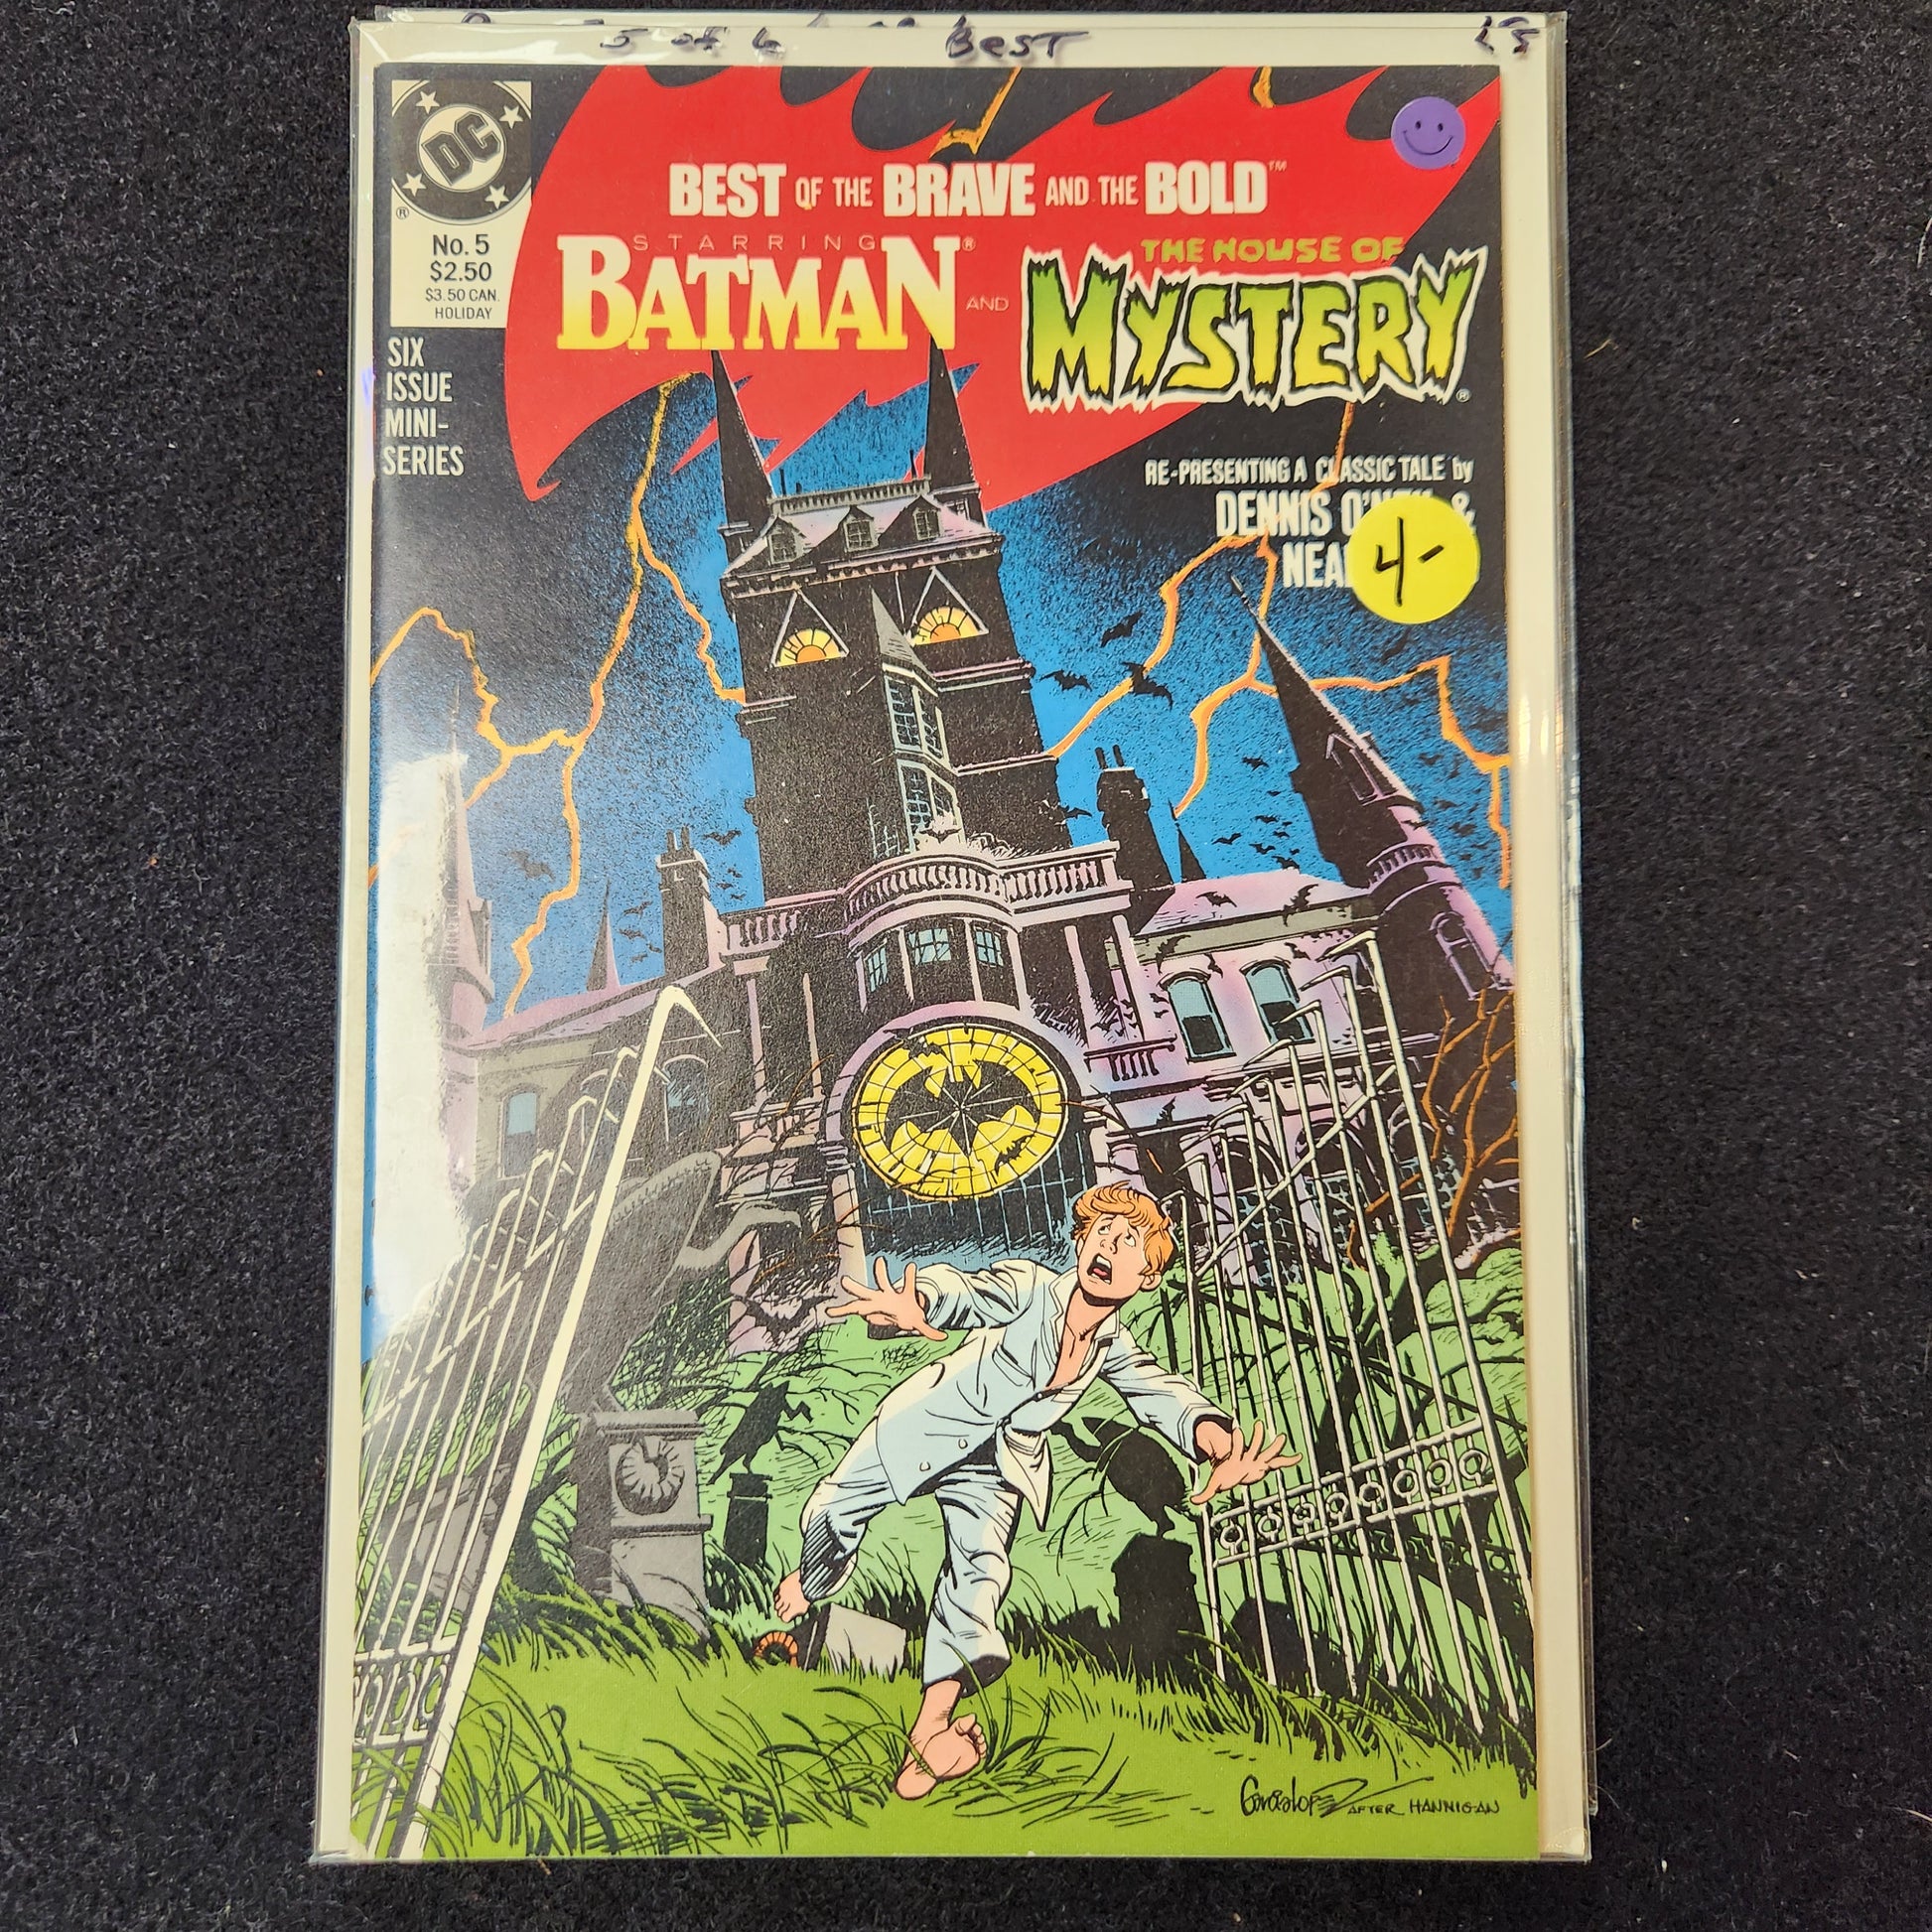 5 of 6 Best
DC
®
No. 5
$2.50
$3.50 CAN.
HOLIDAY
SIX
ISSUE
MINI-
SERIES
BEST OF THE BRAVE AND THE BOLD™
STARRING
BATMAN® AND
THE HOUSE OF
MYSTERY®
RE-PRESENTING A CLASSIC TALE by
DENNIS &
4-
AFTER HANNIGAN